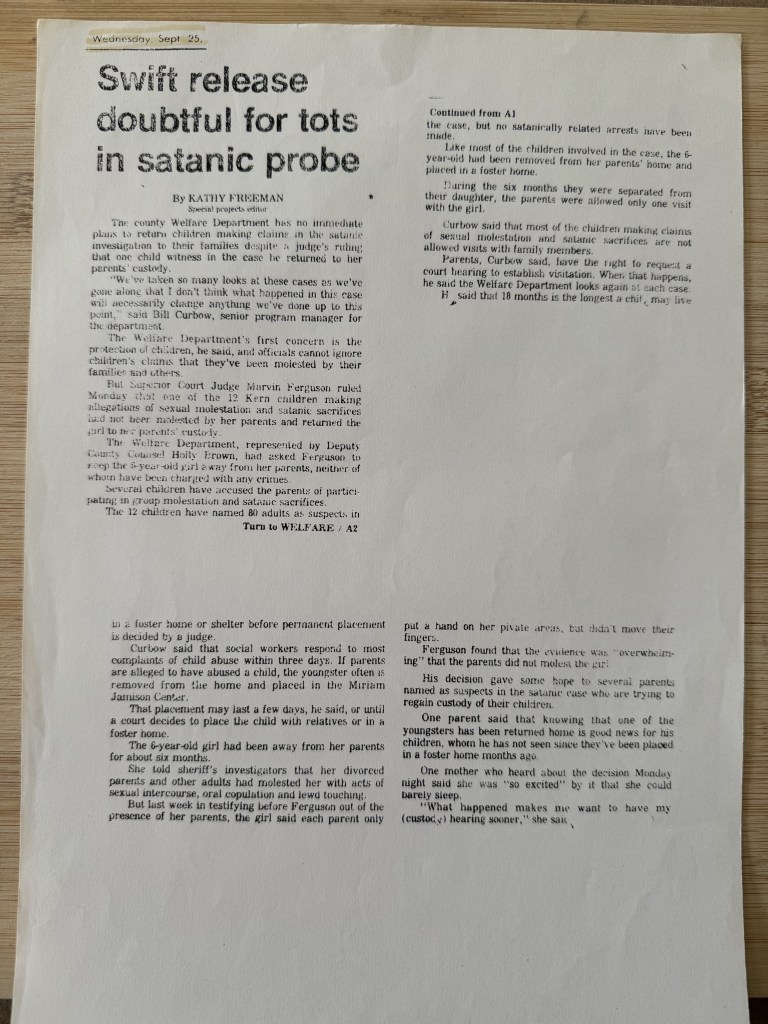 Wednesday, Sept 25,
Swift release
doubtful for tots
in satanic probe
By KATHY FREEMAN
Special projects editor
The county Welfare Department has no immediate
plans to return children making claims in the satanic
investigation to their families despite a judge's ruling
that one child witness in the case be returned to her
parents' custody.
"We've taken so many looks at these cases as we've
gone along that I don't think what happened in this case
will necessarily change anything we've done up to this
point," said Bill Curbow, senior program manager for
the department.
The Welfare Department's first concern is the
protection of children, he said, and officials cannot ignore
children's claims that they've been molested by their
families and others.
But Superior Court Judge Marvin Ferguson ruled
Monday that one of the 12 Kern children making
allegations of sexual molestation and satanic sacrifices
had not been molested by her parents and returned the
girl to her parents' custody.
The Welfare Department, represented by Deputy
County Counsel Holly Brown, had asked Ferguson to
keep the 6-year-old girl away from her parents, neither of
whom have been charged with any crimes.
Several children have accused the parents of partici-
pating in group molestation and satanic sacrifices.
The 12 children have named 80 adults as suspects in
Turn to WELFARE / A2
Continued from A1
the case, but no satanically related arrests have been
made.
Like most of the children involved in the case, the 6-
year-old had been removed from her parents' home and
placed in a foster home.
During the six months they were separated from
their daughter, the parents were allowed only one visit
with the girl.
Curbow said that most of the children making claims
of sexual molestation and satanic sacrifices are not
allowed visits with family members.
Parents, Curbow said, have the right to request a
court hearing to establish visitation. When that happens,
he said the Welfare Department looks again at each case.
said that 18 months is the longest a may live
in a foster home or shelter before permanent placement
is decided by a judge.
Curbow said that social workers respond to most
complaints of child abuse within three days. If parents
are alleged to have abused a child, the youngster often is
removed from the home and placed in the Miriam
Jamison Center.
That placement may last a few days, he said, or until
a court decides to place the child with relatives or in a
foster home.
The 6-year-old girl had been away from her parents
for about six months.
She told sheriff's investigators that her divorced
parents and other adults had molested her with acts of
sexual intercourse, oral copulation and lewd touching.
But last week in testifying before Ferguson out of the
presence of her parents, the girl said each parent only
put a hand on her pivate areas, but didn't move their
fingers.
Ferguson found that the evidence was "overwhelm-
ing" that the parents did not molest the girl.
His decision gave some hope to several parents
named as suspects in the satanic case who are trying to
regain custody of their children.
One parent said that knowing that one of the
youngsters has been returned home is good news for his
children, whom he has not seen since they've been placed
in a foster home months ago.
One mother who heard about the decision Monday
night said she was "so excited" by it that she could
barely sleep.
"What happened makes me want to have my
(custody) hearing sooner," she said